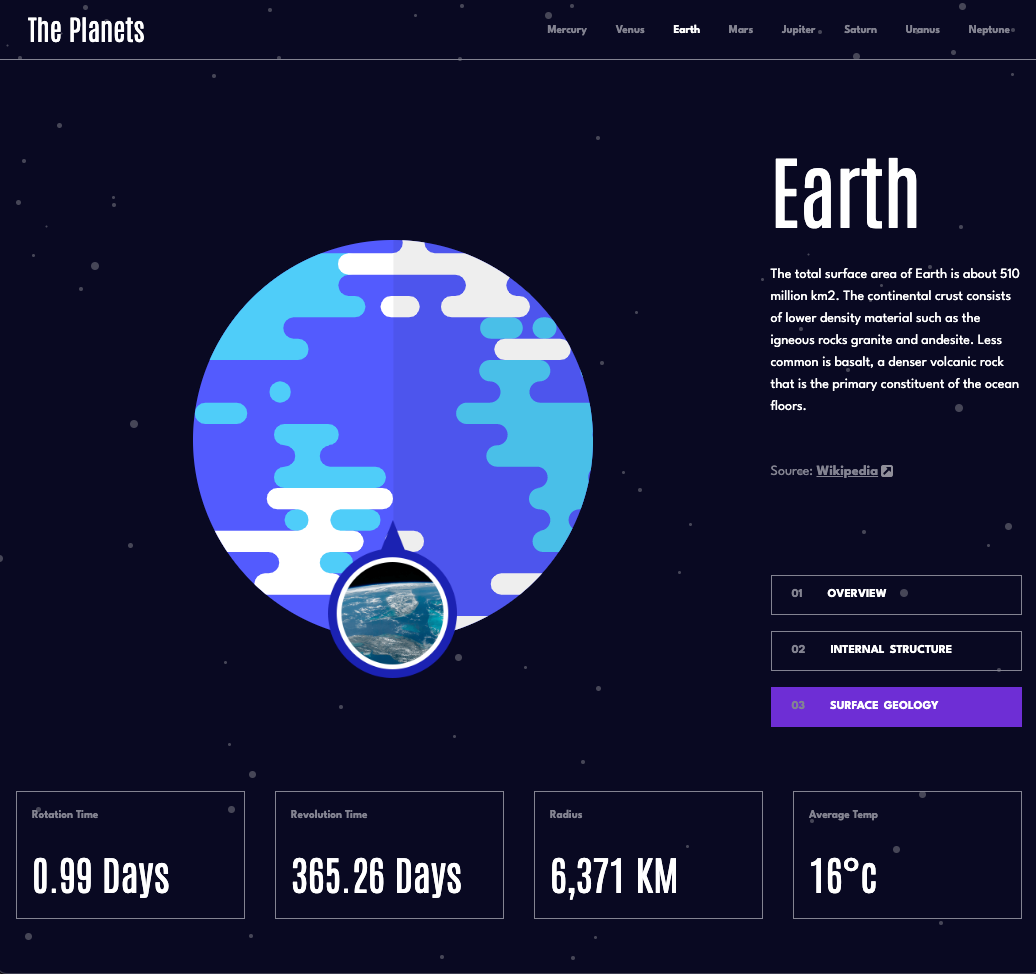 The Planets
Mercury Venus Earth Mars Jupiter Saturn Uranus Neptune
Earth
The total surface area of Earth is about 510
million km2. The continental crust consists
of lower density material such as the
igneous rocks granite and andesite. Less
common is basalt, a denser volcanic rock
that is the primary constituent of the ocean
floors.
Source: Wikipedia
01 OVERVIEW
02 INTERNAL STRUCTURE
03 SURFACE GEOLOGY
Rotation Time
0.99 Days
Revolution Time
365.26 Days
Radius
6,371 KM
Average Temp
16°c